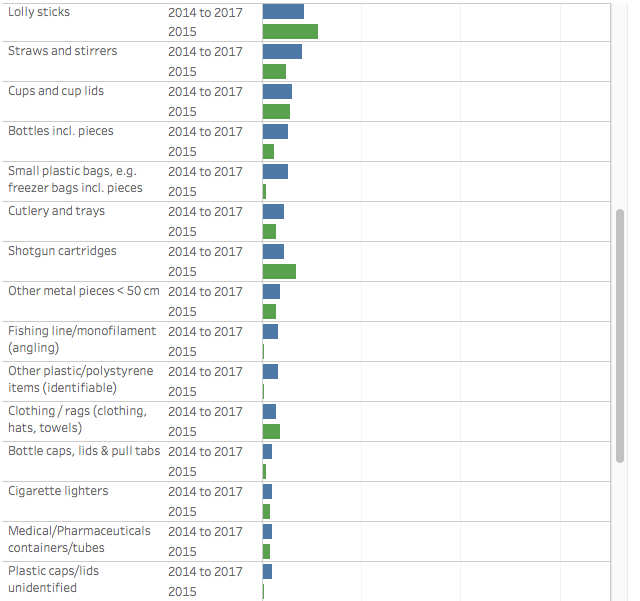 Lolly sticks 2014 to 2017
2015
Straws and stirrers 2014 to 2017
2015
Cups and cup lids 2014 to 2017
2015
Bottles incl. pieces 2014 to 2017
2015
Small plastic bags, e.g. 2014 to 2017
freezer bags incl. pieces 2015
Cutlery and trays 2014 to 2017
2015
Shotgun cartridges 2014 to 2017
2015
Other metal pieces < 50 cm 2014 to 2017
2015
Fishing line/monofilament 2014 to 2017
(angling) 2015
Other plastic/polystyrene 2014 to 2017
items (identifiable) 2015
Clothing / rags (clothing, 2014 to 2017
hats, towels) 2015
Bottle caps, lids & pull tabs 2014 to 2017
2015
Cigarette lighters 2014 to 2017
2015
Medical/Pharmaceuticals 2014 to 2017
containers/tubes 2015
Plastic caps/lids 2014 to 2017
unidentified 2015